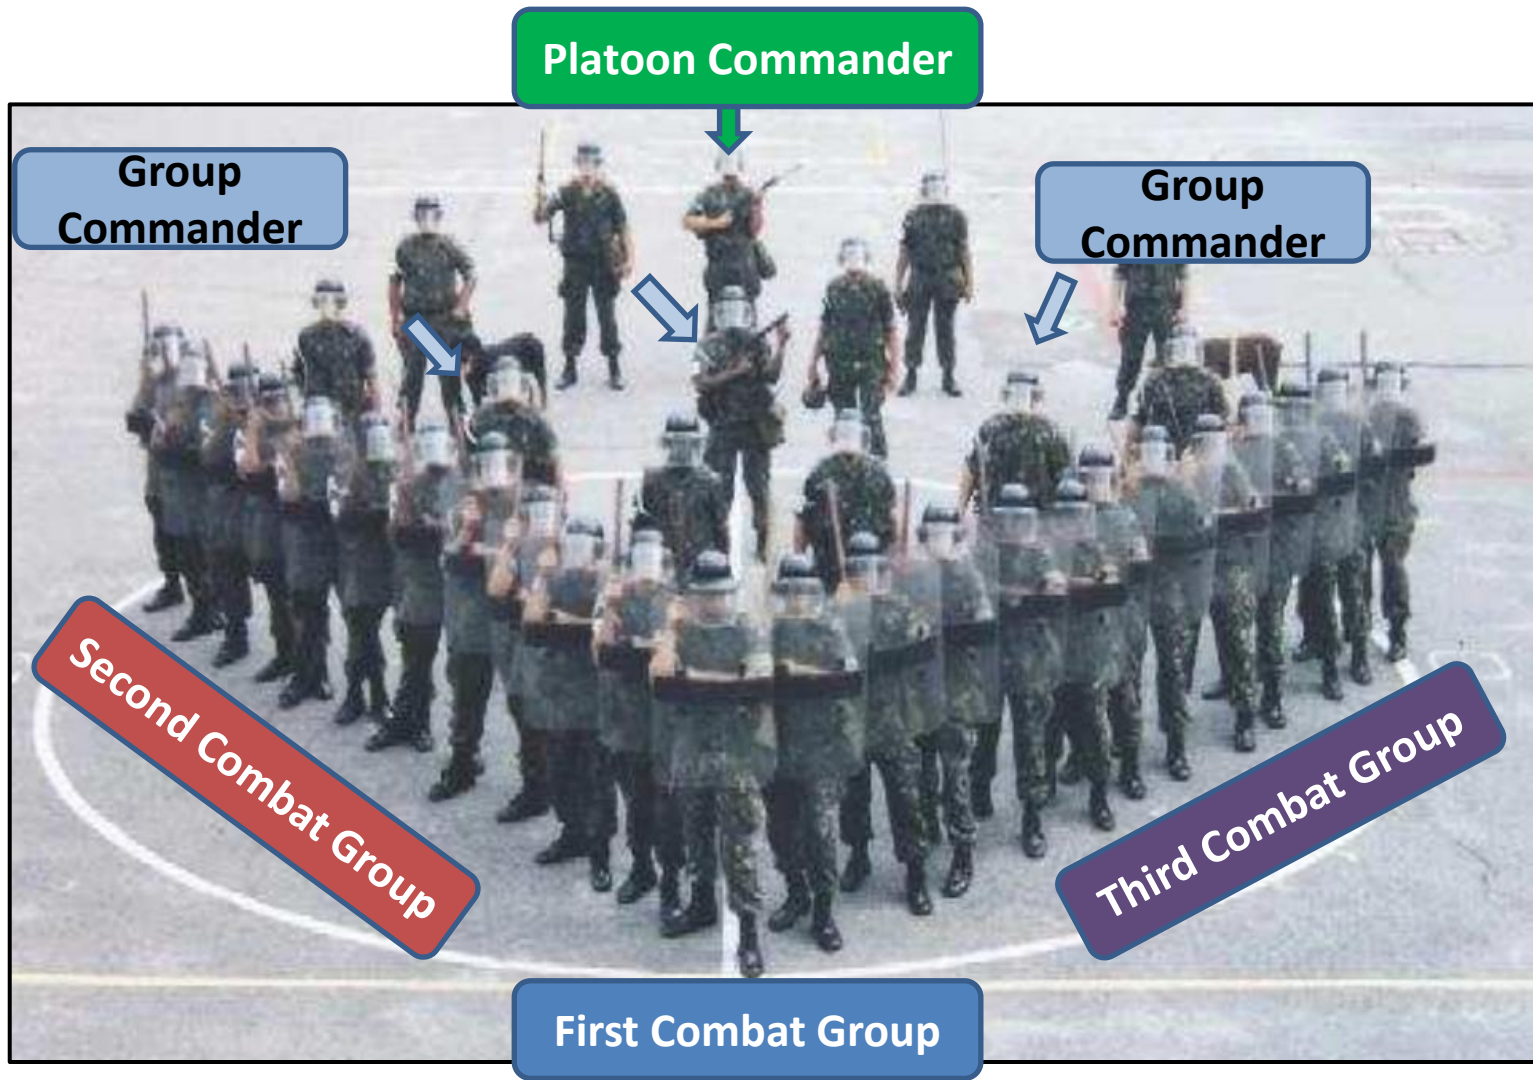 Platoon Commander
Group
Commander
Group
Commander
Second Combat Group
Third Combat Group
First Combat Group